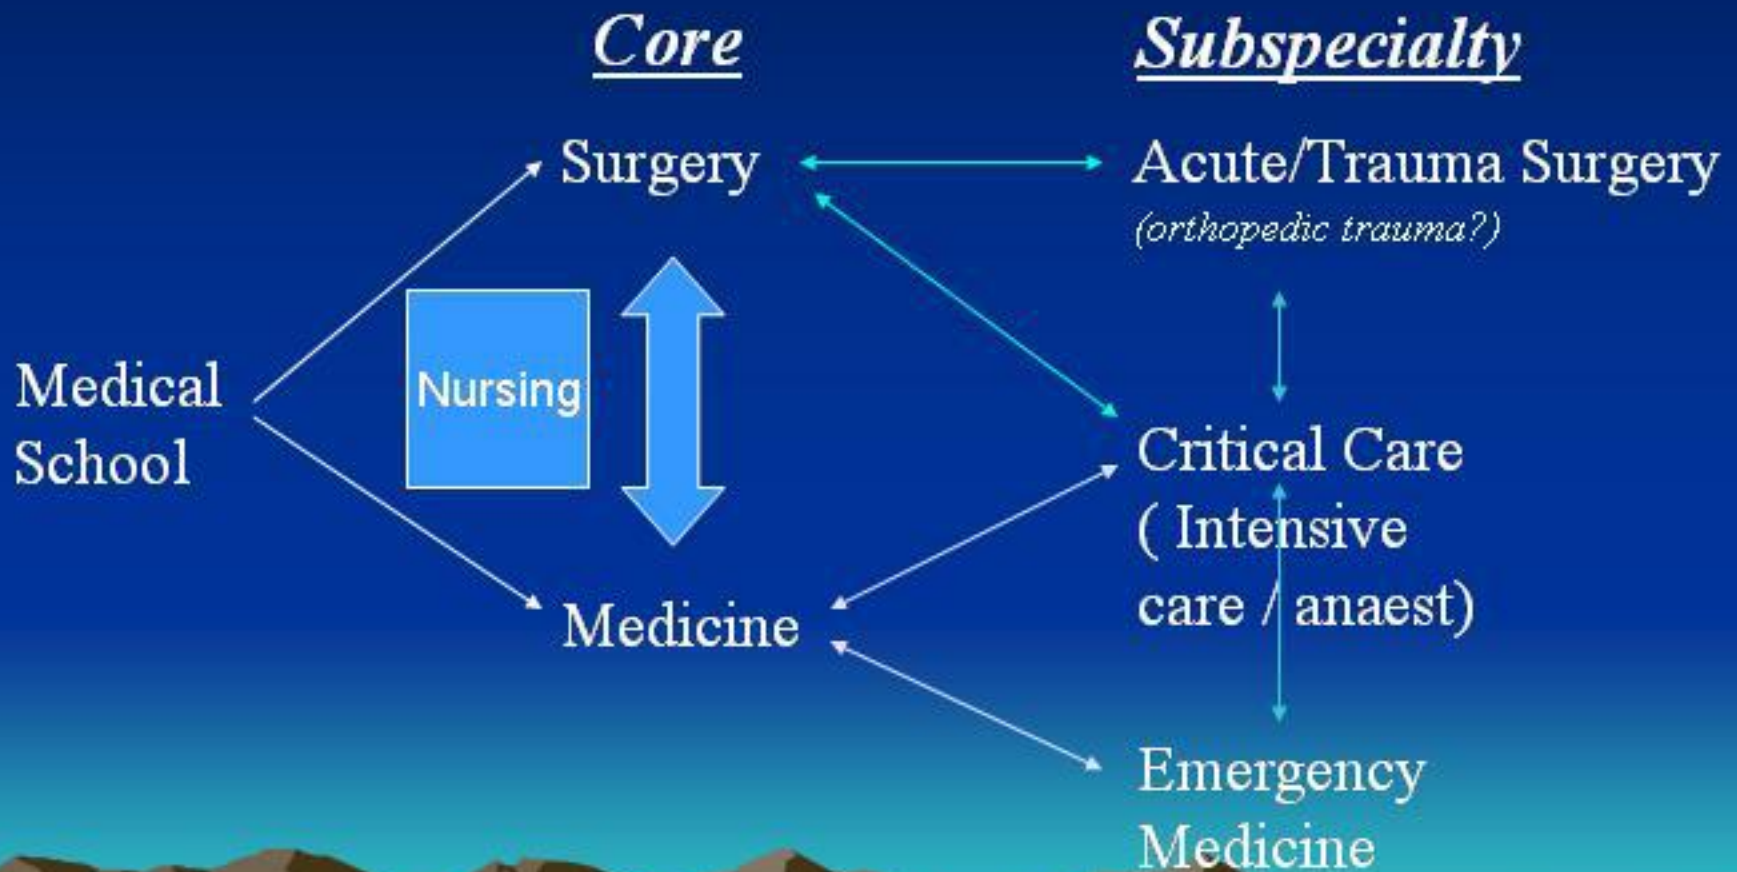 Core
Subspecialty
Surgery
Acute/Trauma Surgery
(orthopedic trauma?)
Medical
School
Nursing
Critical Care
( Intensive
care / anaest)
Medicine
Emergency
Medicine